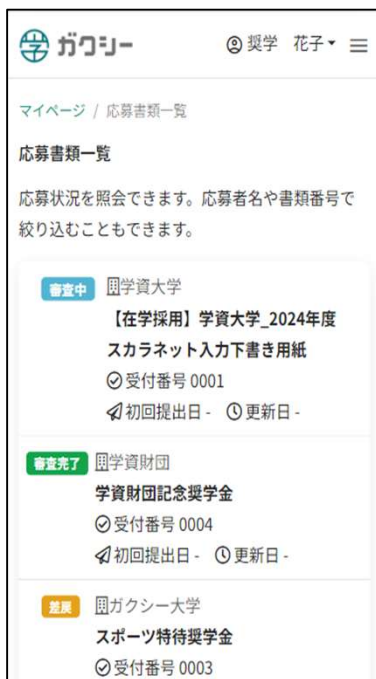 ガクシー 奨学 花子
マイページ / 応募書類一覧
応募書類一覧
応募状況を照会できます。応募者名や書類番号で
絞り込むこともできます。
審査中 学資大学
【在学採用】学資大学_2024年度
スカラネット入力下書き用紙
受付番号 0001
初回提出日 - 更新日 -
審査完了 学資財団
学資財団記念奨学金
受付番号 0004
初回提出日 - 更新日 -
差戻 ガクシー大学
スポーツ特待奨学金
受付番号 0003